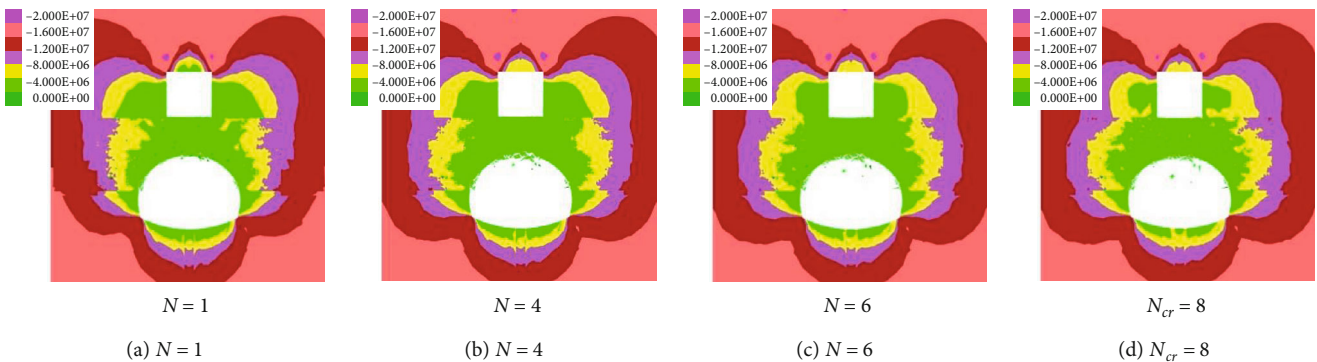 −2.000E+07
−1.600E+07
−1.200E+07
−8.000E+06
−4.000E+06
0.000E+00
N = 1
(a) N = 1
−2.000E+07
−1.600E+07
−1.200E+07
−8.000E+06
−4.000E+06
0.000E+00
N = 4
(b) N = 4
−2.000E+07
−1.600E+07
−1.200E+07
−8.000E+06
−4.000E+06
0.000E+00
N = 6
(c) N = 6
−2.000E+07
−1.600E+07
−1.200E+07
−8.000E+06
−4.000E+06
0.000E+00
N_cr = 8
(d) N_cr = 8